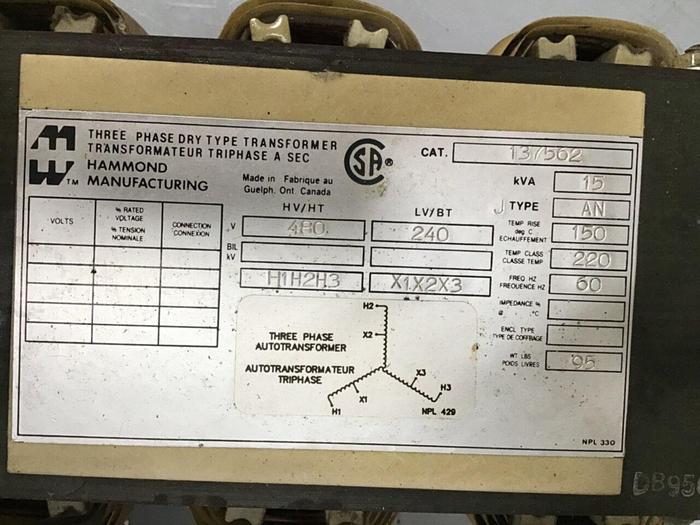 THREE PHASE DRY TYPE TRANSFORMER
TRANSFORMATEUR TRIPHASE A SEC
HAMMOND
MANUFACTURING
TM
Made in Fabrique au
Guelph, Ont. Canada
CSA ®
CAT. 137562
kVA 15
J TYPE AN
TEMP RISE
deg C 150
ECHAUFFEMENT
TEMP CLASS 220
CLASSE TEMP
FREQ HZ 60
FREQUENCE HZ
IMPEDANCE %
@ °C
ENCL TYPE
TYPE DE COFFRAGE
WT LBS 95
POIDS LIVRES
HV/HT LV/BT
V 480 240
BIL
kV
H1H2H3 X1X2X3
VOLTS
% RATED
VOLTAGE
% TENSION
NOMINALE
CONNECTION
CONNEXION
THREE PHASE
AUTOTRANSFORMER
AUTOTRANSFORMATEUR
TRIPHASE
H2
X2
X3
H3
X1
H1
NPL 429
NPL 330